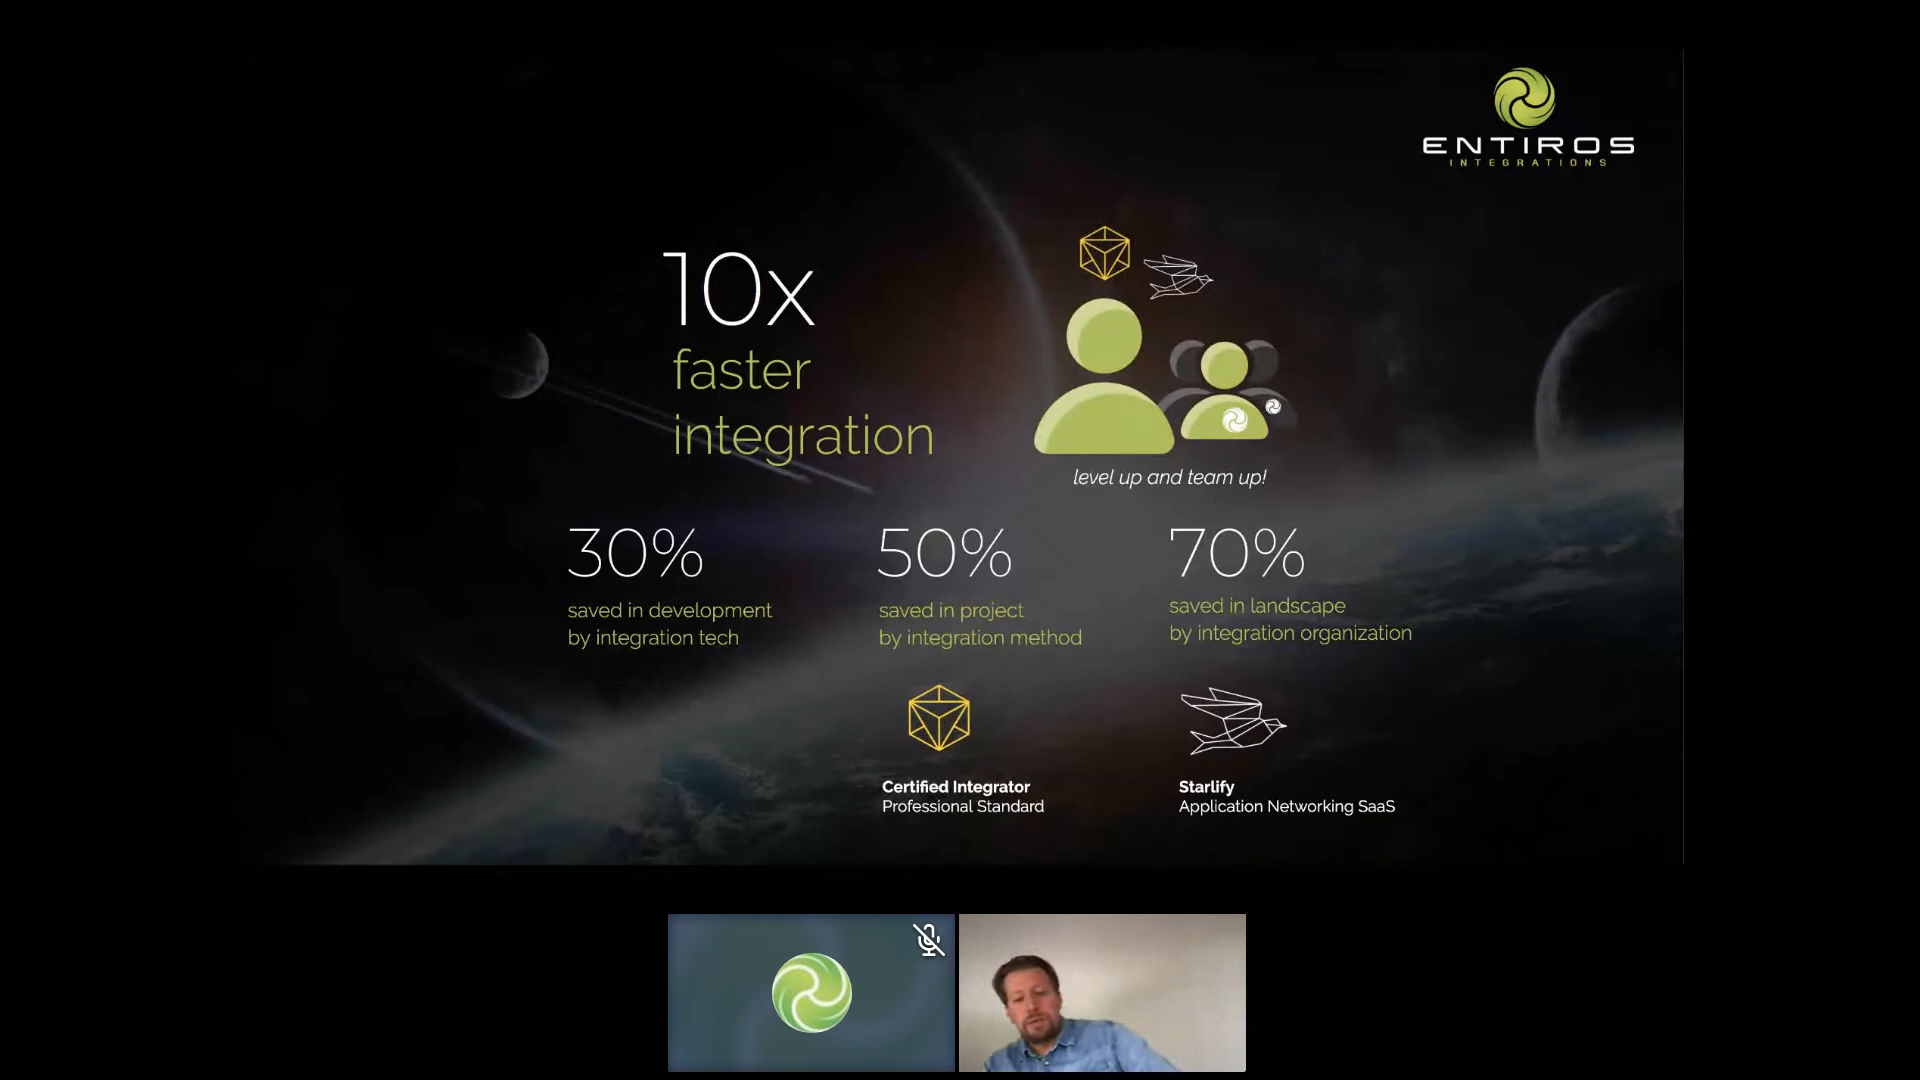 ENTIROS
INTEGRATIONS
10x
faster
integration
level up and team up!
30%
saved in development
by integration tech
50%
saved in project
by integration method
70%
saved in landscape
by integration organization
Certified Integrator
Professional Standard
Starlify
Application Networking SaaS